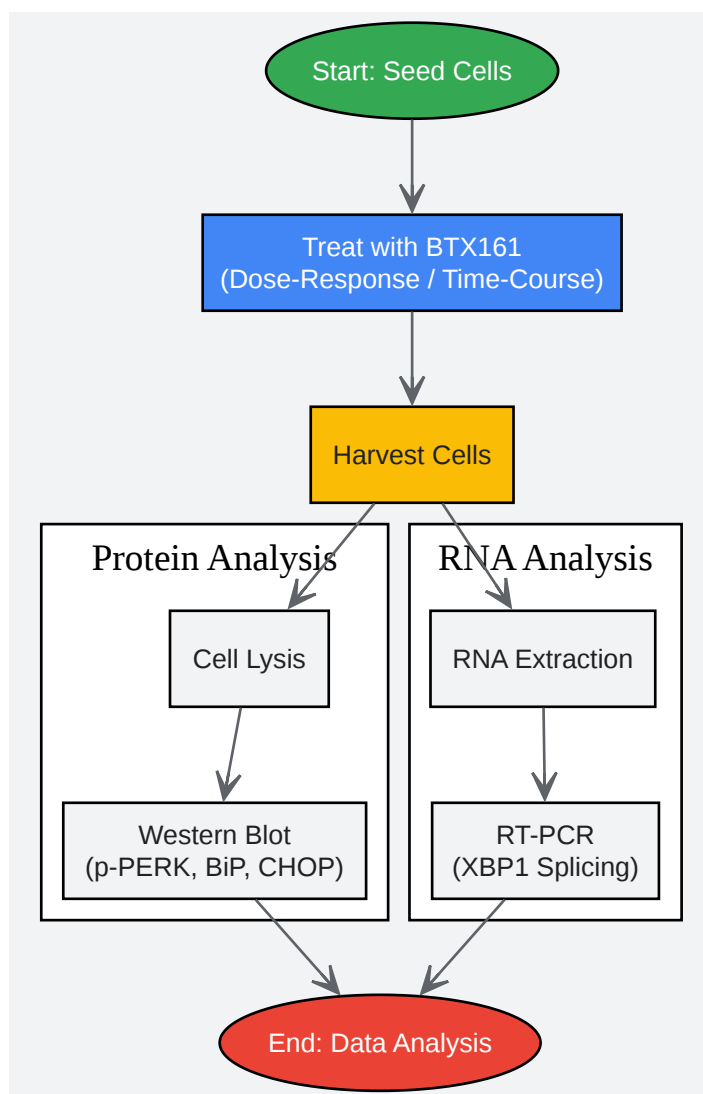 Start: Seed Cells
Treat with BTX161
(Dose-Response / Time-Course)
Harvest Cells
Protein Analysis
Cell Lysis
Western Blot
(p-PERK, BiP, CHOP)
RNA Analysis
RNA Extraction
RT-PCR
(XBP1 Splicing)
End: Data Analysis